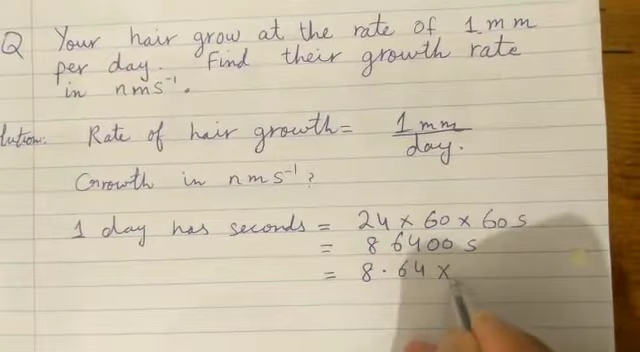 Q Your hair grow at the rate of 1 mm
per day. Find their growth rate
in nms⁻¹.
lution: Rate of hair growth = 1 mm
day.
Growth in nms⁻¹?
1 day has seconds = 24 × 60 × 60 s
= 86400 s
= 8.64 ×